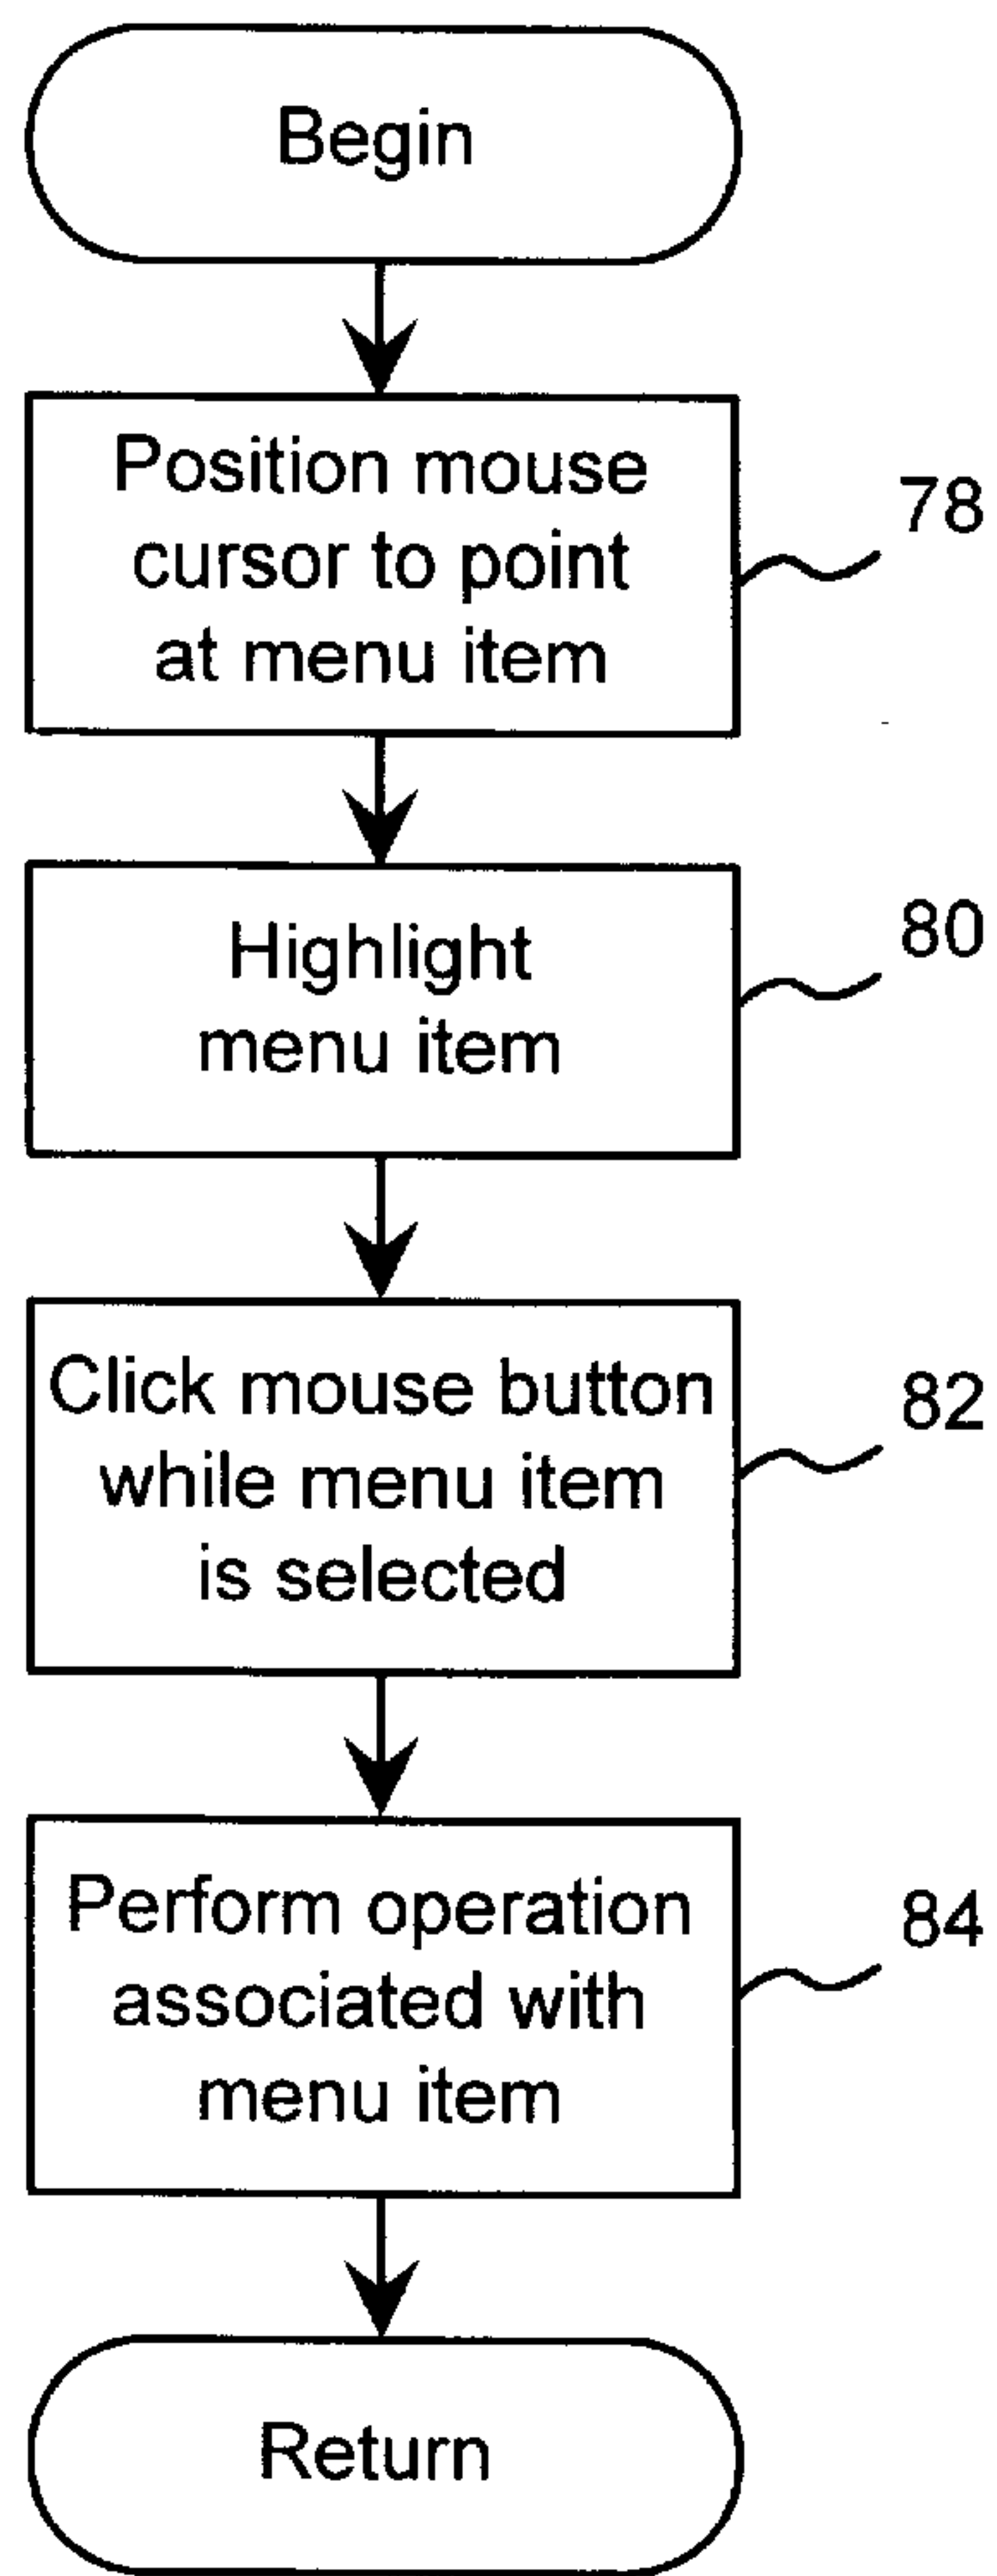 Begin
Position mouse
cursor to point
at menu item
78
Highlight
menu item
80
Click mouse button
while menu item
is selected
82
Perform operation
associated with
menu item
84
Return